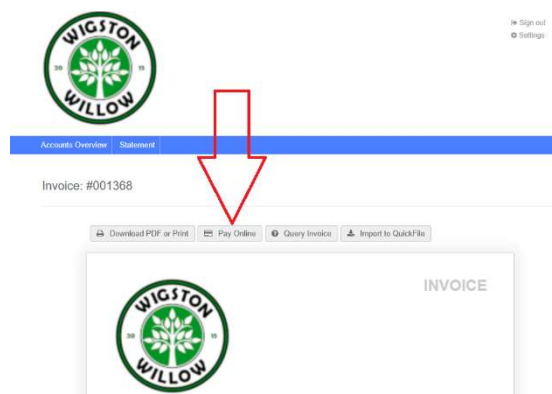 WIGSTON
20 15
WILLOW
Sign out
Settings
Accounts Overview Statement
Invoice: #001368
Download PDF or Print Pay Online Query Invoice Import to QuickFile
INVOICE
WIGSTON
20 15
WILLOW